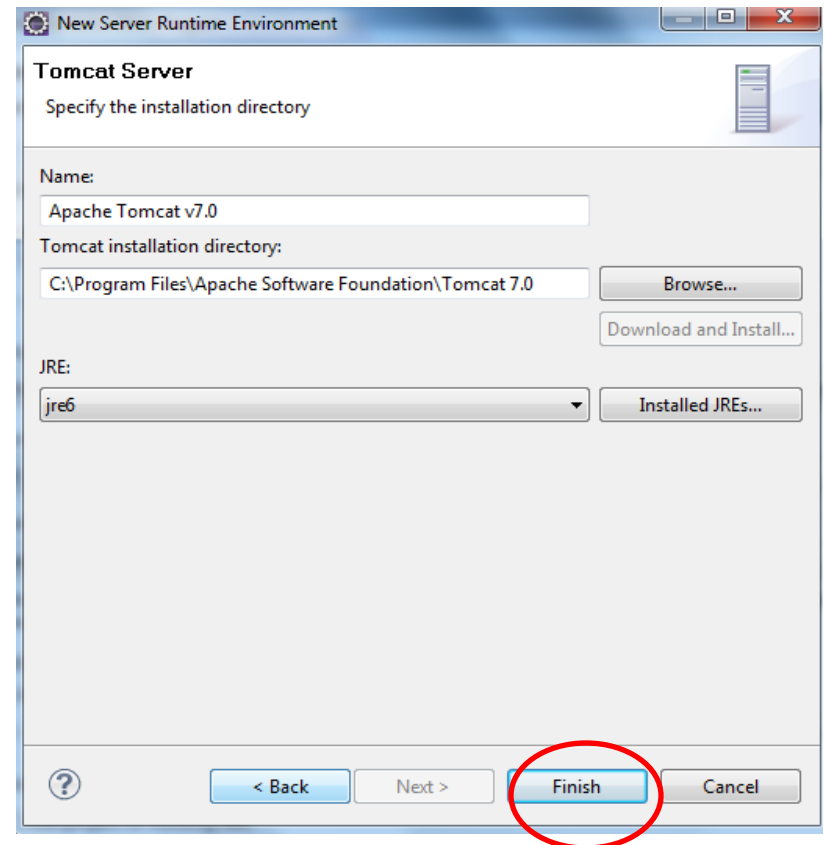 New Server Runtime Environment
Tomcat Server
Specify the installation directory
Name:
Apache Tomcat v7.0
Tomcat installation directory:
C:\Program Files\Apache Software Foundation\Tomcat 7.0
Browse...
Download and Install...
JRE:
jre6
Installed JREs...
?
< Back
Next >
Finish
Cancel